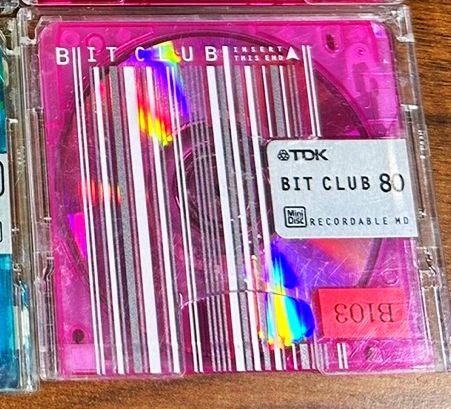 BIT CLUB
INSERT
THIS END
TDK
BIT CLUB 80
Mini
Disc
RECORDABLE MD
BI03